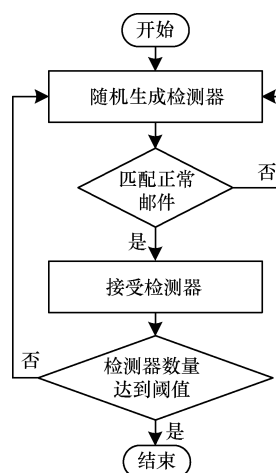 开始
随机生成检测器
匹配正常
邮件
否
是
接受检测器
否
检测器数量
达到阈值
是
结束